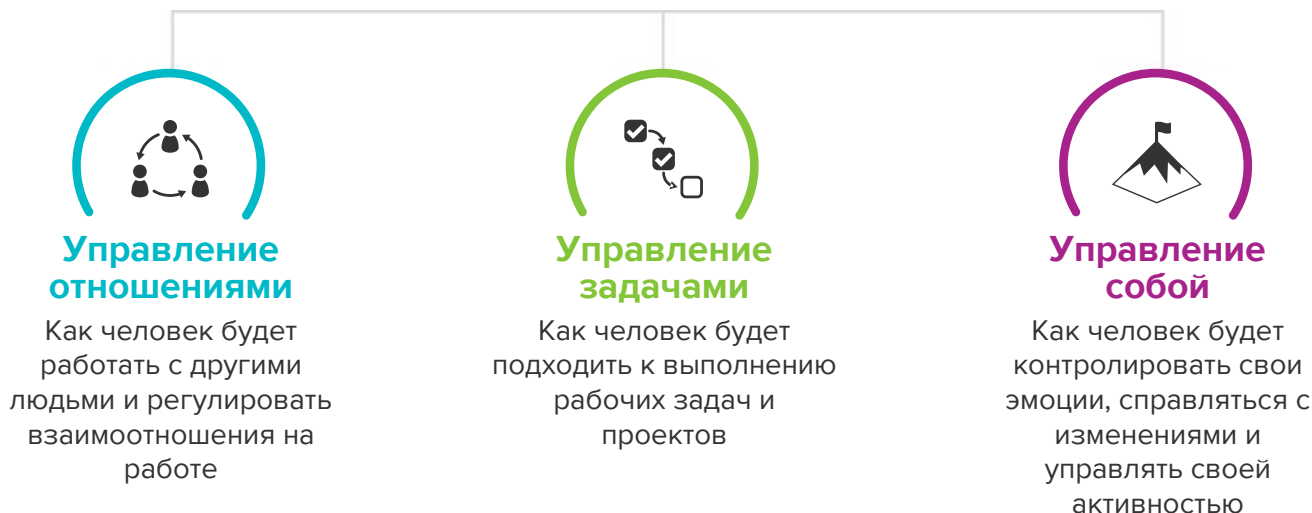 Управление
отношениями
Как человек будет
работать с другими
людьми и регулировать
взаимоотношения на
работе
Управление
задачами
Как человек будет
подходить к выполнению
рабочих задач и
проектов
Управление
собой
Как человек будет
контролировать свои
эмоции, справляться с
изменениями и
управлять своей
активностью